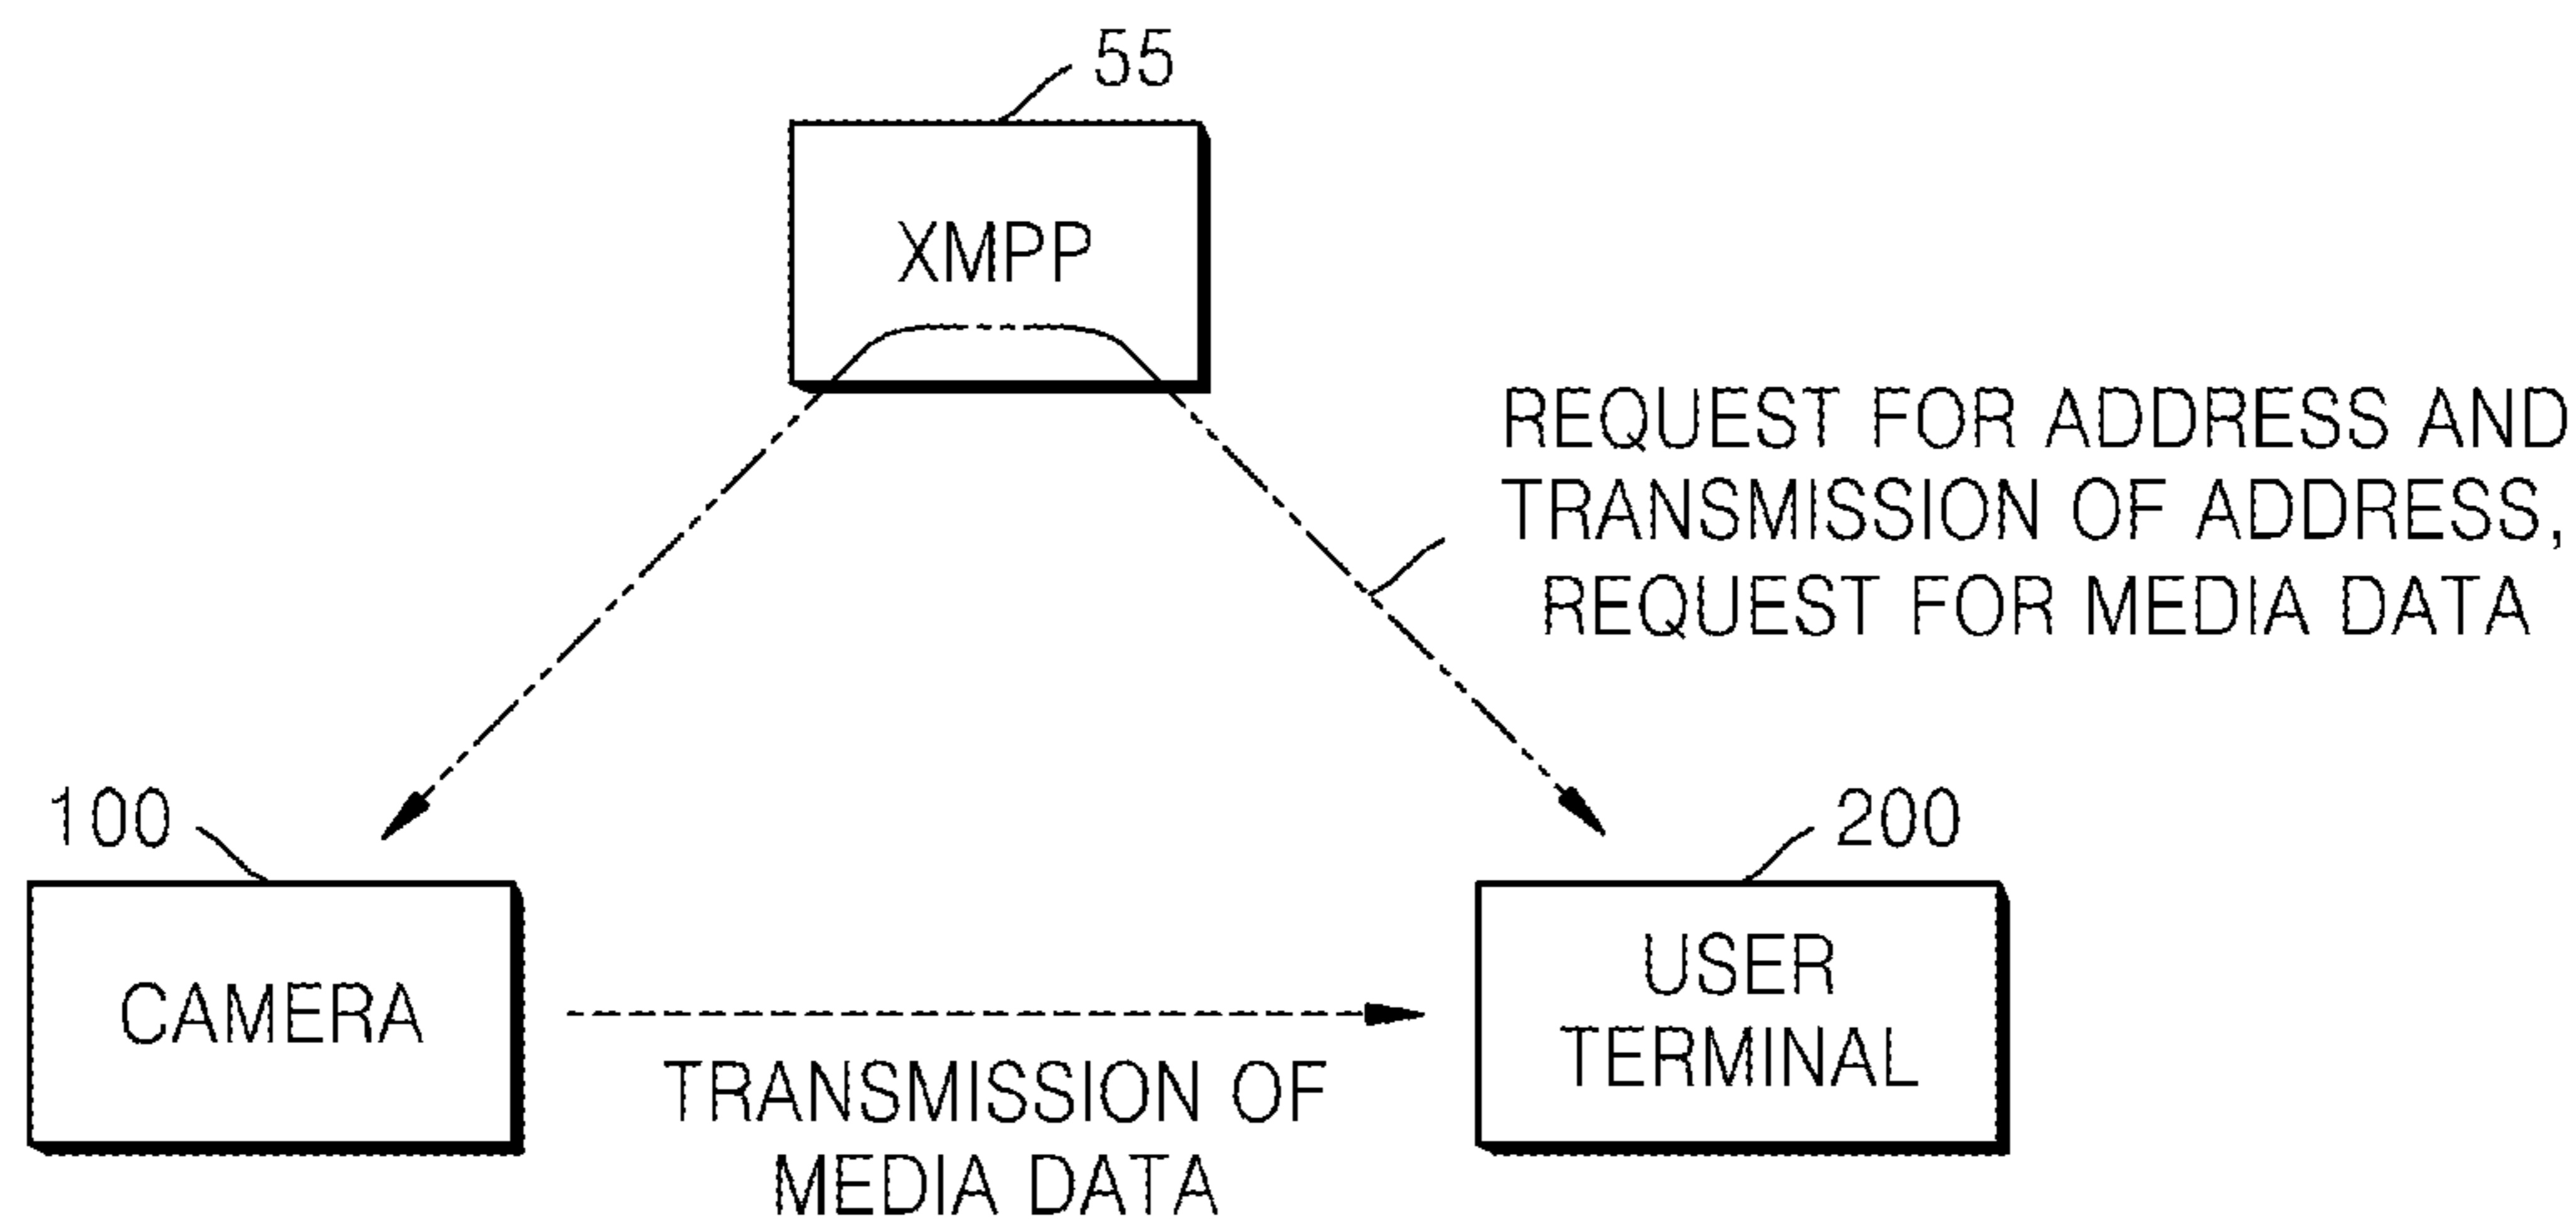 55
XMPP
REQUEST FOR ADDRESS AND
TRANSMISSION OF ADDRESS,
REQUEST FOR MEDIA DATA
100
200
CAMERA
USER
TERMINAL
TRANSMISSION OF
MEDIA DATA